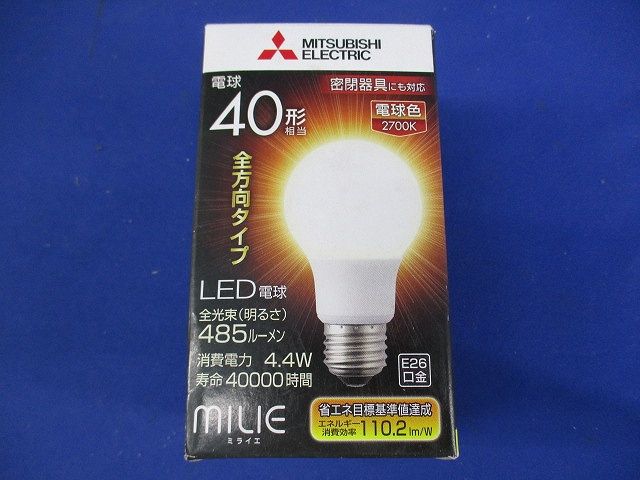 MITSUBISHI
ELECTRIC
電球
40形
相当
密閉器具にも対応
電球色
2700K
全方向タイプ
LED電球
全光束(明るさ)
485ルーメン
消費電力 4.4W
寿命40000時間
E26
口金
MILIE
ミライエ
省エネ目標基準値達成
エネルギー
消費効率110.2lm/W